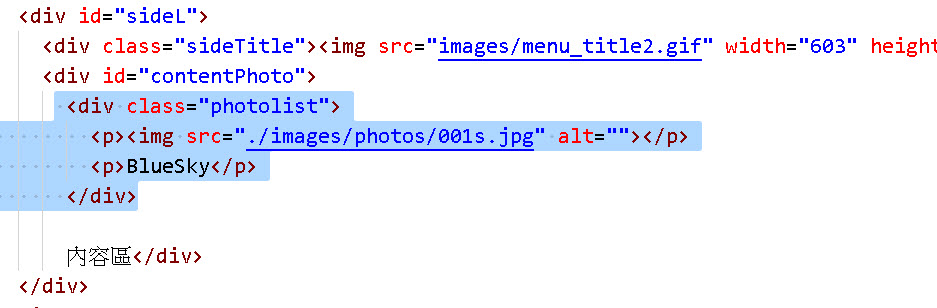 <div id="sideL">
<div class="sideTitle"><img src="images/menu_title2.gif" width="603" height
<div id="contentPhoto">
<div class="photolist">
<p><img src="./images/photos/001s.jpg" alt=""></p>
<p>BlueSky</p>
</div>
內容區</div>
</div>